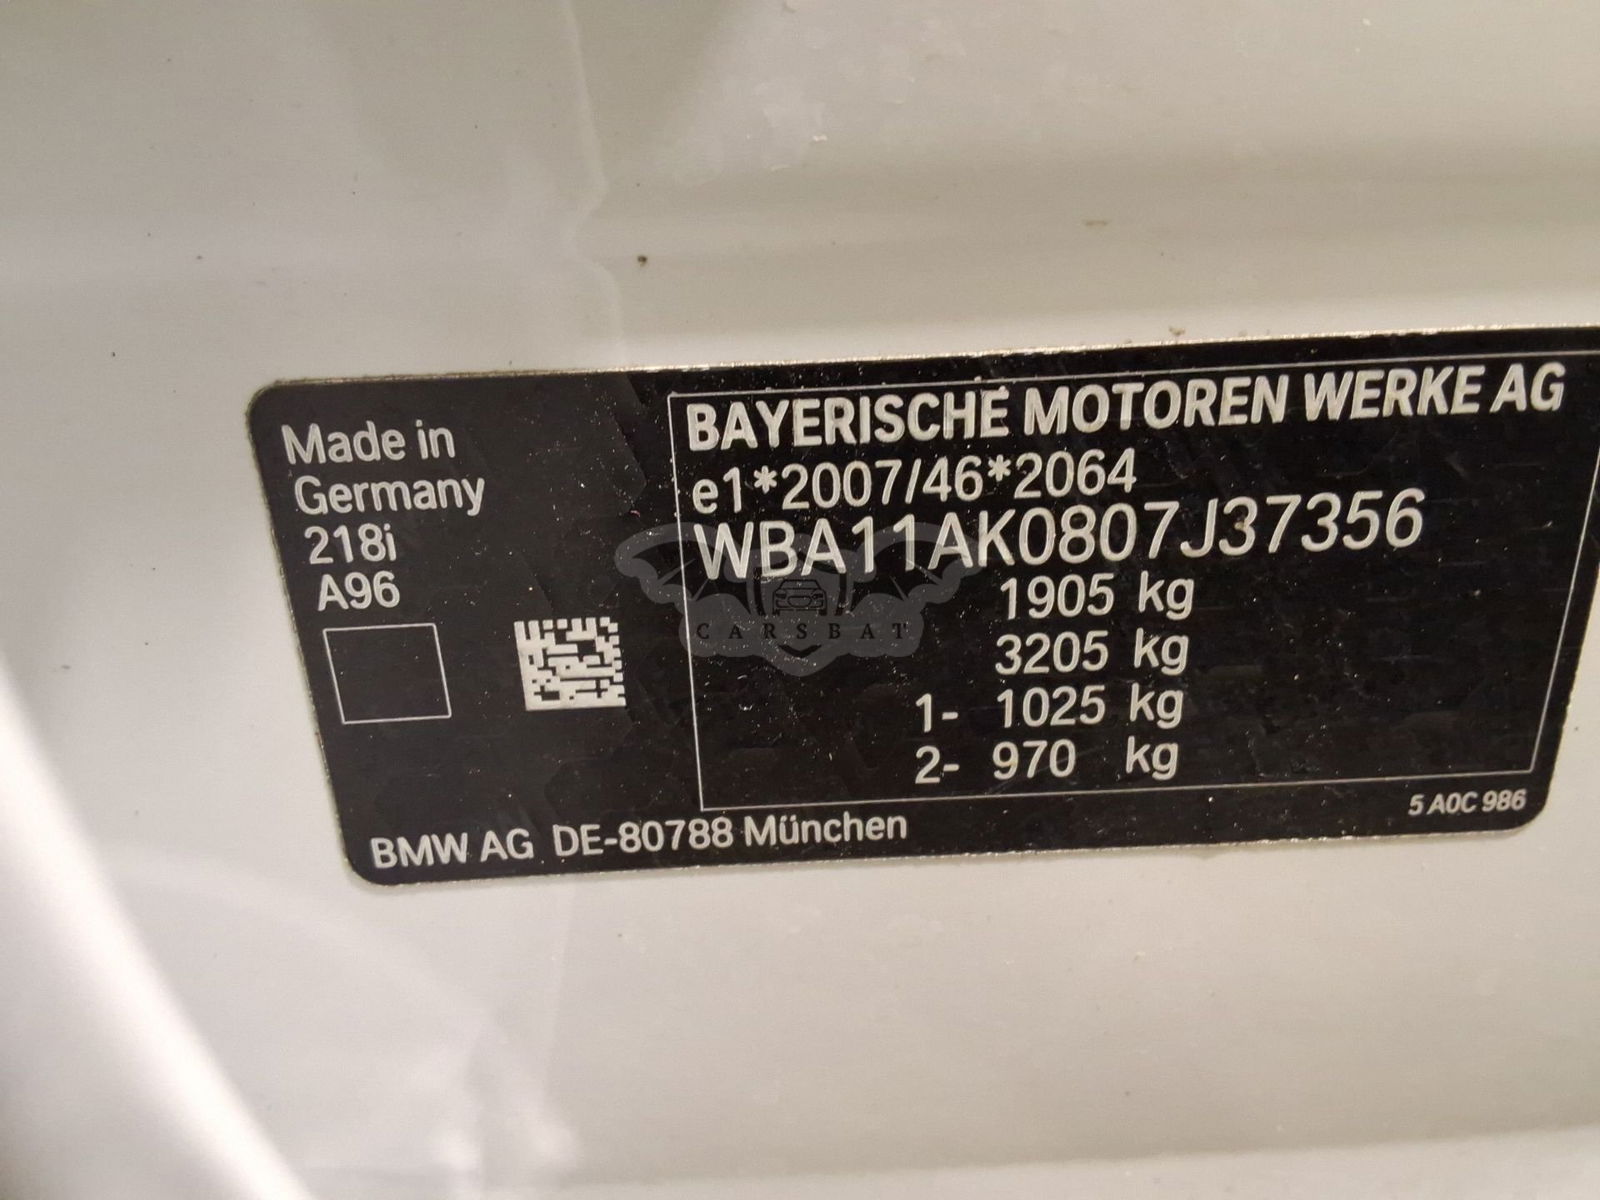 Made in
Germany
218i
A96
BAYERISCHE MOTOREN WERKE AG
e1*2007/46*2064
WBA11AK0807J37356
1905 kg
3205 kg
1- 1025 kg
2- 970 kg
CARSBAT
5 A0C 986
BMW AG DE-80788 München